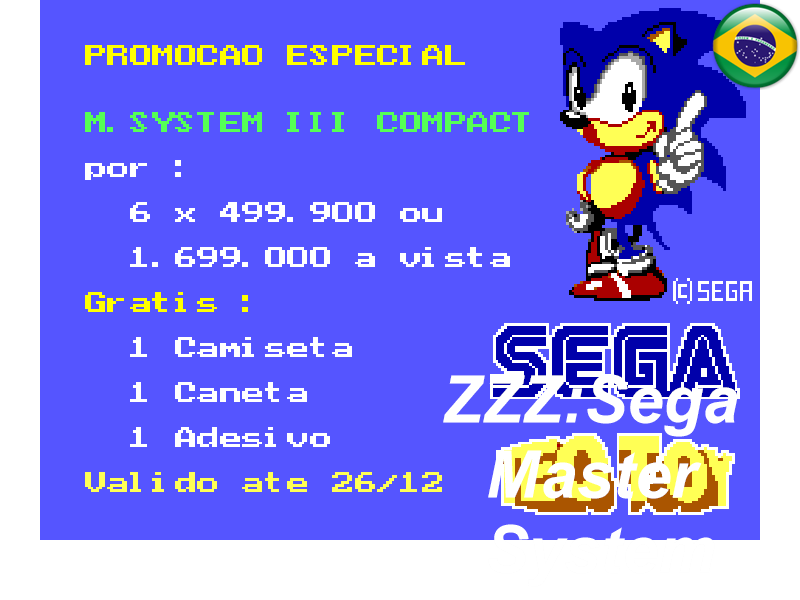 PROMOCAO ESPECIAL
M. SYSTEM III COMPACT
por :
6 x 499.900 ou
1.699.000 a vista
Gratis :
1 Camiseta
1 Caneta
1 Adesivo
Valido ate 26/12
(c) SEGA
SEGA
ZZZ.Sega
Master
System